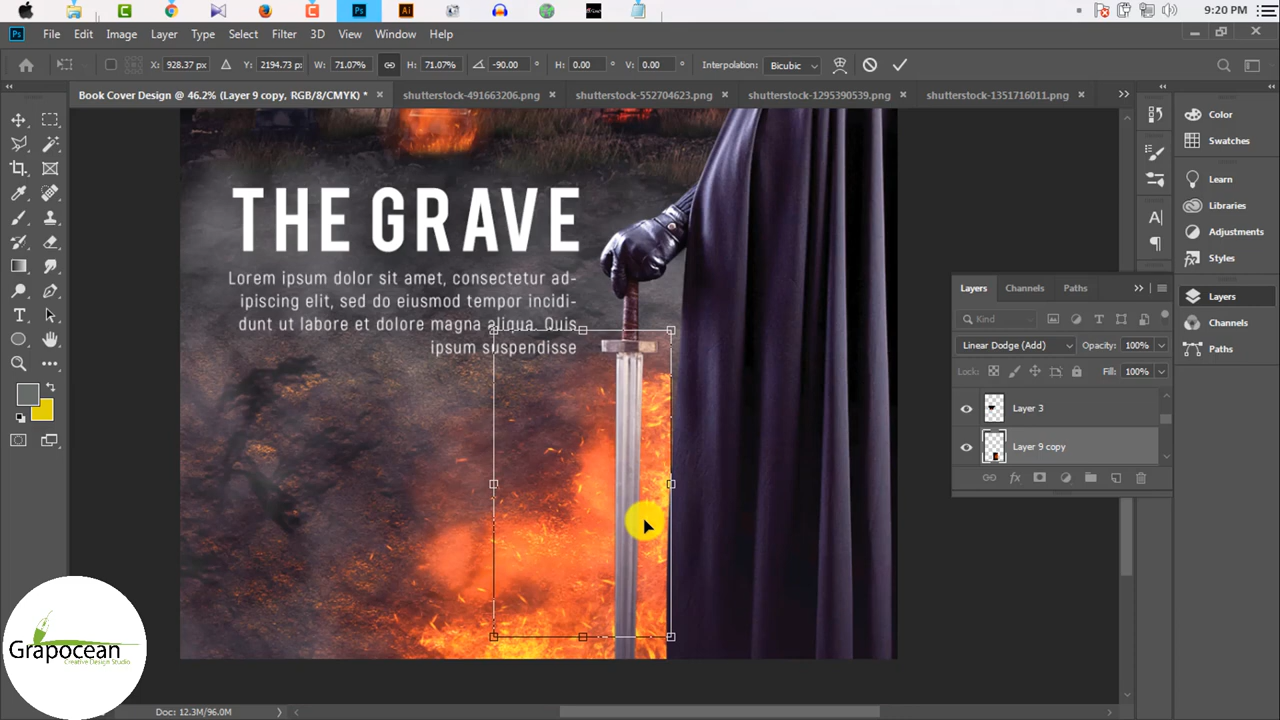 9:20 PM
Ps File Edit Image Layer Type Select Filter 3D View Window Help
X: 928.37 px Y: 2194.73 px W: 71.07% H: 71.07% -90.00 ° H: 0.00 ° V: 0.00 ° Interpolation: Bicubic
Book Cover Design @ 46.2% (Layer 9 copy, RGB/8/CMYK) * × shutterstock-491663206.png × shutterstock-552704623.png × shutterstock-1295390539.png × shutterstock-1351716011.png ×
Color
Swatches
Learn
Libraries
Adjustments
Styles
Layers
Channels
Paths
THE GRAVE
Lorem ipsum dolor sit amet, consectetur ad-
ipiscing elit, sed do eiusmod tempor incidi-
dunt ut labore et dolore magna aliqua. Quis
ipsum suspendisse
Layers Channels Paths
Kind
Linear Dodge (Add) Opacity: 100%
Lock: Fill: 100%
Layer 3
Layer 9 copy
Grapocean
Creative Design Studio
Doc: 12.3M/96.0M